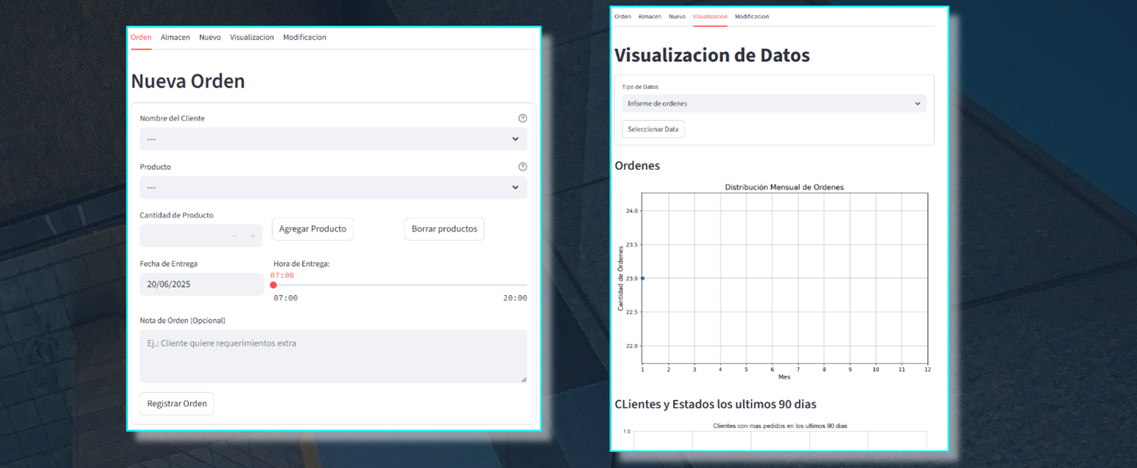 Orden Almacen Nuevo Visualizacion Modificacion
Nueva Orden
Nombre del Cliente
---
Producto
---
Cantidad de Producto
Agregar Producto
Borrar productos
Fecha de Entrega
Hora de Entrega:
07:00
20/06/2025
07:00
20:00
Nota de Orden (Opcional)
Ej.: Cliente quiere requerimientos extra
Registrar Orden
Orden Almacen Nuevo Visualizacion Modificacion
Visualizacion de Datos
Tipo de Datos
Informe de ordenes
Seleccionar Data
Ordenes
Distribución Mensual de Ordenes
24.0
23.5
23.0
22.5
22.0
Cantidad de Ordenes
1 2 3 4 5 6 7 8 9 10 11 12
Mes
CLientes y Estados los ultimos 90 dias
Clientes con mas pedidos en los ultimos 90 dias
1.0